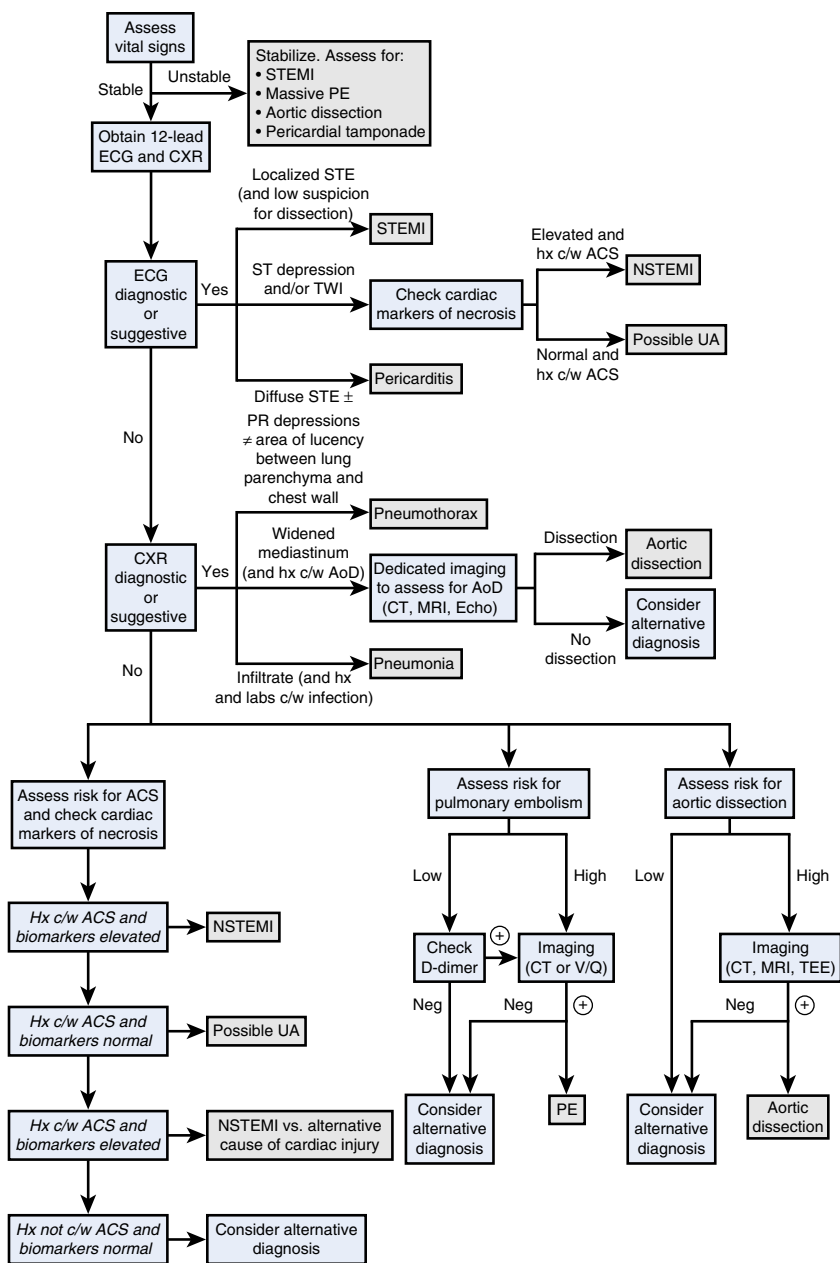 Assess
vital signs
Unstable
Stable
Stabilize. Assess for:
• STEMI
• Massive PE
• Aortic dissection
• Pericardial tamponade
Obtain 12-lead
ECG and CXR
ECG
diagnostic
or
suggestive
Yes
Localized STE
(and low suspicion
for dissection)
STEMI
ST depression
and/or TWI
Check cardiac
markers of necrosis
Elevated and
hx c/w ACS
NSTEMI
Possible UA
Normal and
hx c/w ACS
Pericarditis
Diffuse STE ±
PR depressions
No
≠ area of lucency
between lung
parenchyma and
chest wall
Pneumothorax
CXR
diagnostic
or
suggestive
Yes
Widened
mediastinum
(and hx c/w AoD)
Dedicated imaging
to assess for AoD
(CT, MRI, Echo)
Dissection
Aortic
dissection
Consider
alternative
diagnosis
No
dissection
Pneumonia
Infiltrate (and hx
and labs c/w infection)
No
Assess risk for ACS
and check cardiac
markers of necrosis
Hx c/w ACS and
biomarkers elevated
NSTEMI
Hx c/w ACS and
biomarkers normal
Possible UA
Hx c/w ACS and
biomarkers elevated
NSTEMI vs. alternative
cause of cardiac injury
Hx not c/w ACS and
biomarkers normal
Consider alternative
diagnosis
Assess risk for
pulmonary embolism
Low
High
Check
D-dimer
+
Imaging
(CT or V/Q)
Neg
Neg
+
Consider
alternative
diagnosis
PE
Assess risk for
aortic dissection
Low
High
Imaging
(CT, MRI, TEE)
Neg
+
Consider
alternative
diagnosis
Aortic
dissection